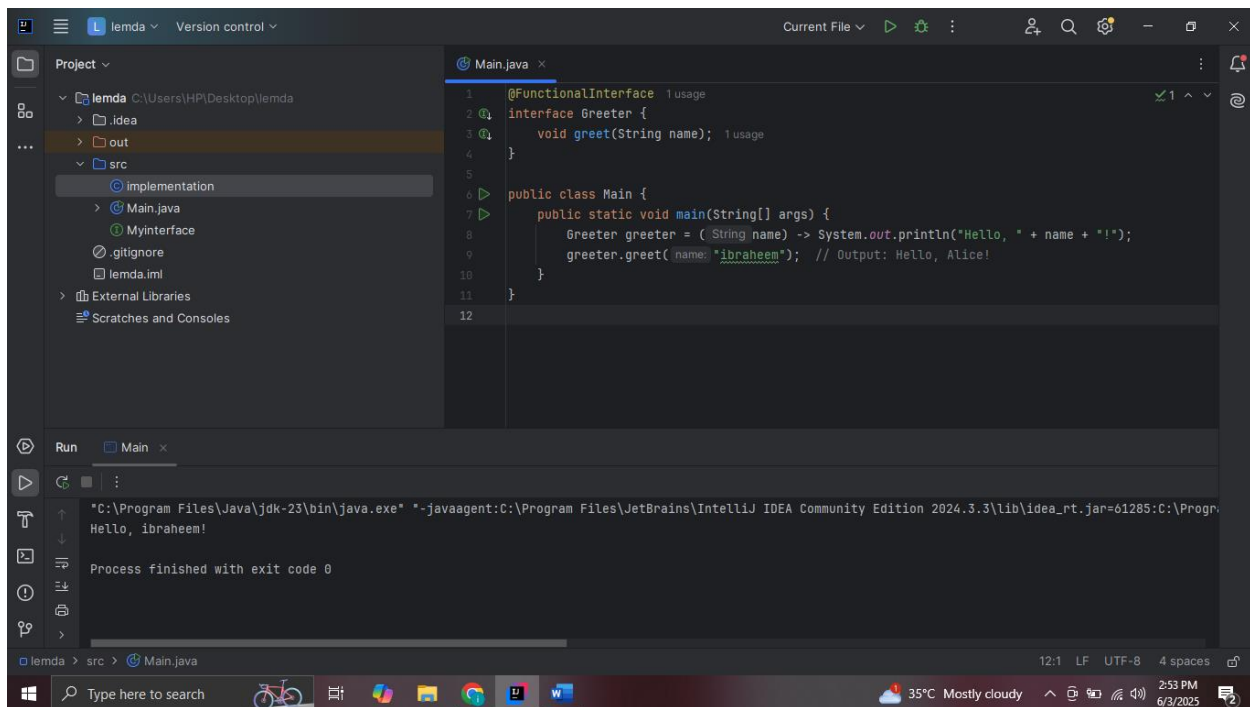 L lemda Version control Current File
Project
Main.java
lemda C:\Users\HP\Desktop\lemda
.idea
out
src
implementation
Main.java
Myinterface
.gitignore
lemda.iml
External Libraries
Scratches and Consoles
1 @FunctionalInterface 1 usage
2 interface Greeter {
3 void greet(String name); 1 usage
4 }
5
6 public class Main {
7 public static void main(String[] args) {
8 Greeter greeter = ( String name) -> System.out.println("Hello, " + name + "!");
9 greeter.greet( name: "ibraheem"); // Output: Hello, Alice!
10 }
11 }
12
1
Run Main
"C:\Program Files\Java\jdk-23\bin\java.exe" "-javaagent:C:\Program Files\JetBrains\IntelliJ IDEA Community Edition 2024.3.3\lib\idea_rt.jar=61285:C:\Progr
Hello, ibraheem!
Process finished with exit code 0
lemda > src > Main.java 12:1 LF UTF-8 4 spaces
Type here to search 35°C Mostly cloudy 2:53 PM
6/3/2025
2